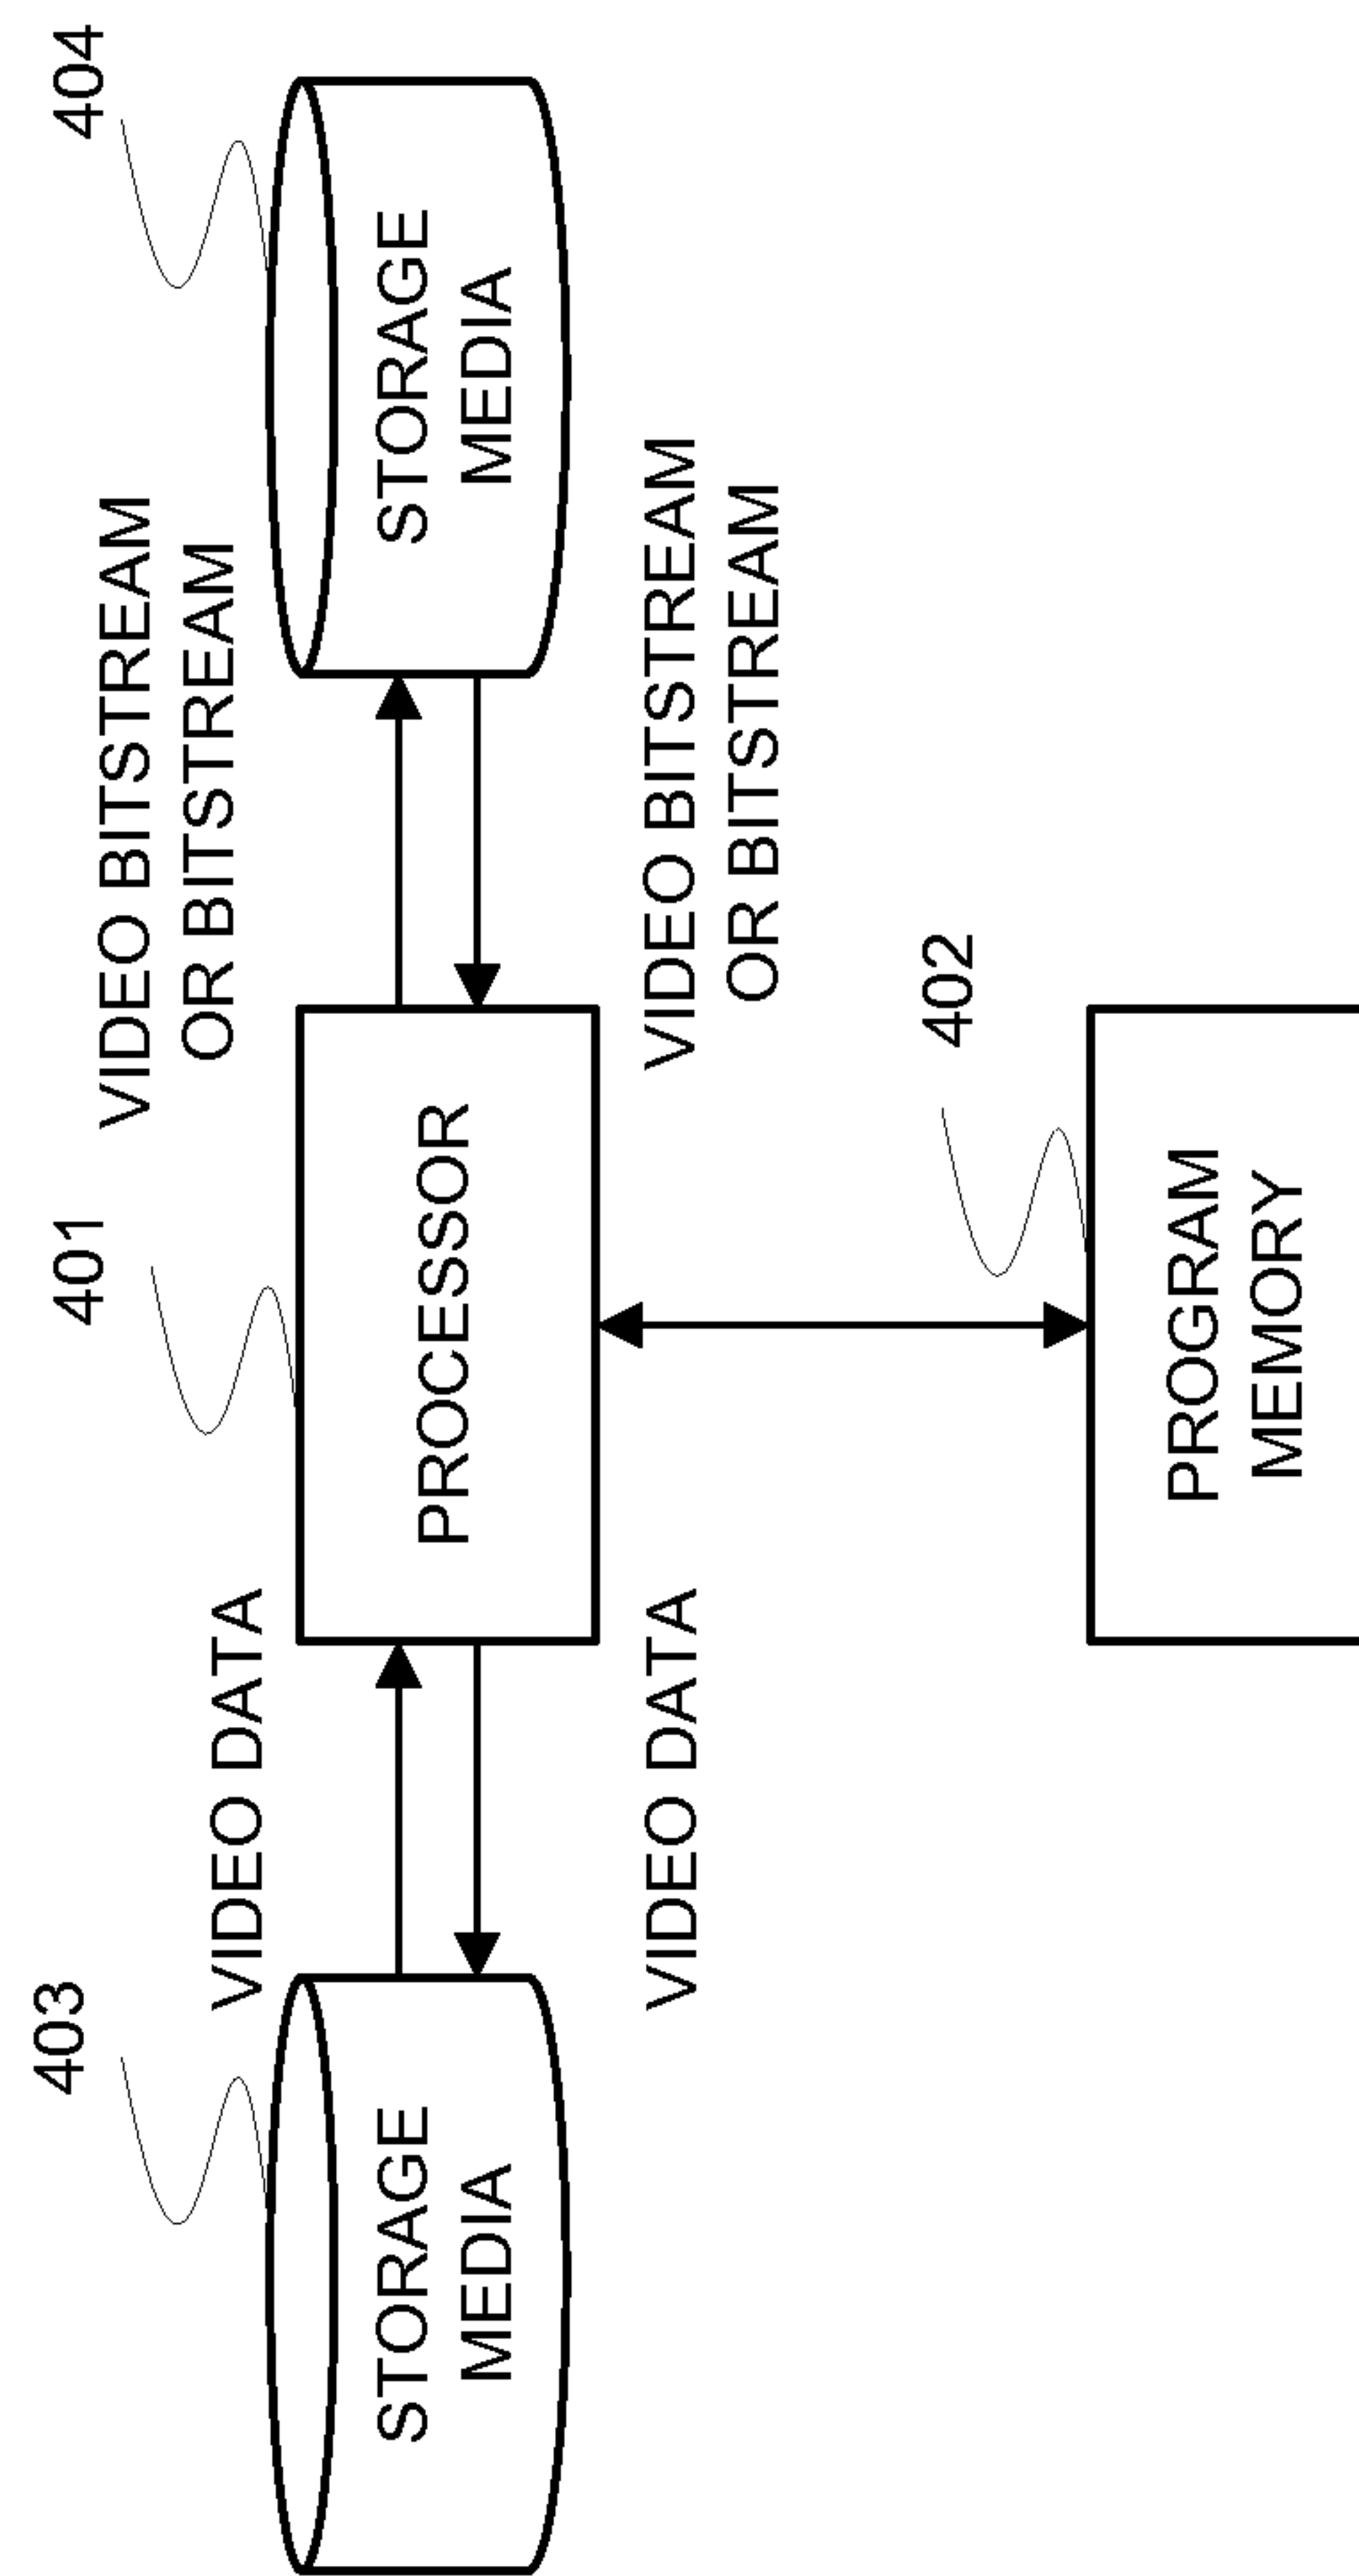 403
VIDEO DATA
401
VIDEO BITSTREAM
OR BITSTREAM
404
STORAGE
MEDIA
PROCESSOR
STORAGE
MEDIA
VIDEO DATA
VIDEO BITSTREAM
OR BITSTREAM
402
PROGRAM
MEMORY